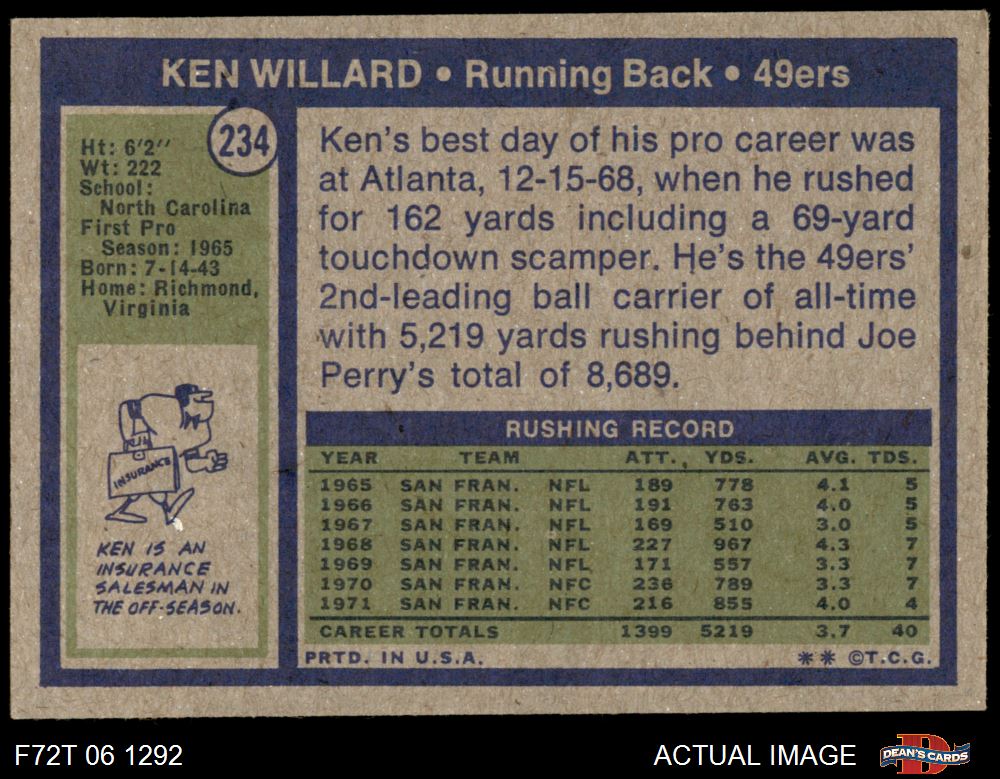 KEN WILLARD • Running Back • 49ers
234
Ht: 6'2''
Wt: 222
School:
North Carolina
First Pro
Season: 1965
Born: 7-14-43
Home: Richmond,
Virginia
INSURANCE
KEN IS AN
INSURANCE
SALESMAN IN
THE OFF-SEASON.
Ken's best day of his pro career was
at Atlanta, 12-15-68, when he rushed
for 162 yards including a 69-yard
touchdown scamper. He's the 49ers'
2nd-leading ball carrier of all-time
with 5,219 yards rushing behind Joe
Perry's total of 8,689.
RUSHING RECORD
YEAR TEAM ATT. YDS. AVG. TDS.
1965 SAN FRAN. NFL 189 778 4.1 5
1966 SAN FRAN. NFL 191 763 4.0 5
1967 SAN FRAN. NFL 169 510 3.0 5
1968 SAN FRAN. NFL 227 967 4.3 7
1969 SAN FRAN. NFL 171 557 3.3 7
1970 SAN FRAN. NFC 236 789 3.3 7
1971 SAN FRAN. NFC 216 855 4.0 4
CAREER TOTALS 1399 5219 3.7 40
PRTD. IN U.S.A. ** ©T.C.G.
F72T 06 1292 ACTUAL IMAGE DEAN'S CARDS